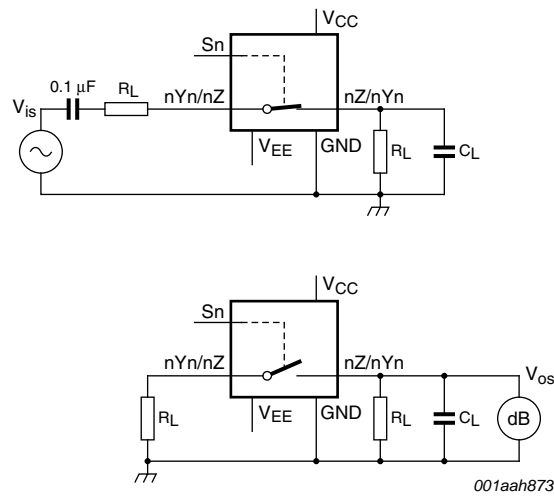 VCC
Sn
0.1 μF
RL
nYn/nZ
nZ/nYn
Vis
VEE
GND
RL
CL
VCC
Sn
nYn/nZ
nZ/nYn
Vos
RL
VEE
GND
RL
CL
dB
001aah873